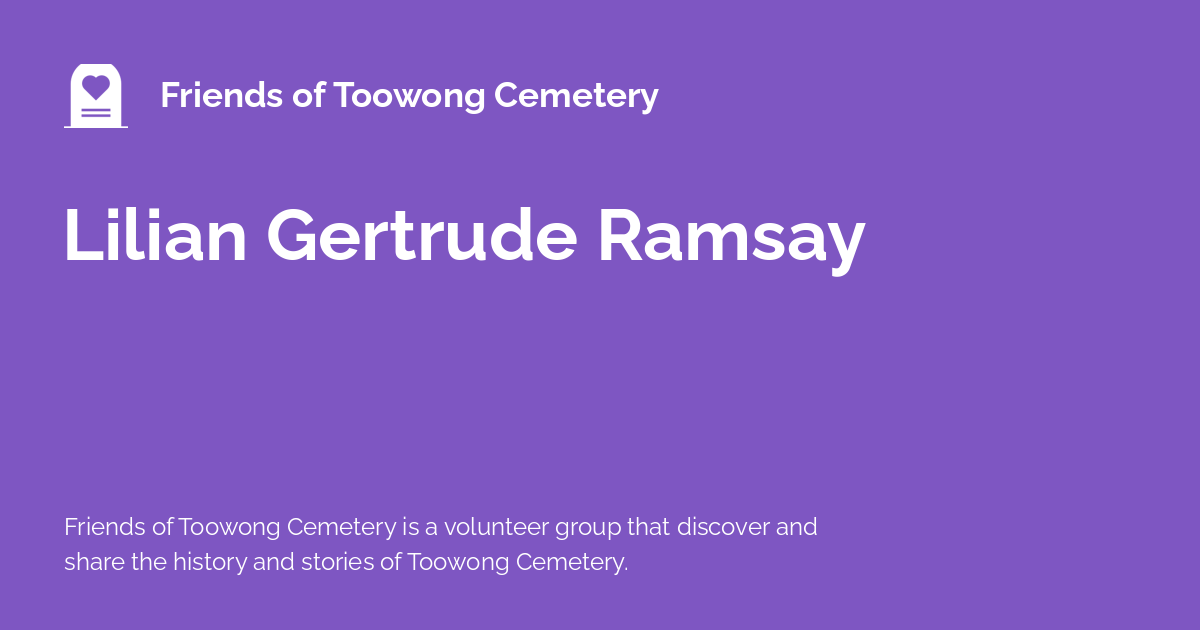 Friends of Toowong Cemetery
Lilian Gertrude Ramsay
Friends of Toowong Cemetery is a volunteer group that discover and
share the history and stories of Toowong Cemetery.